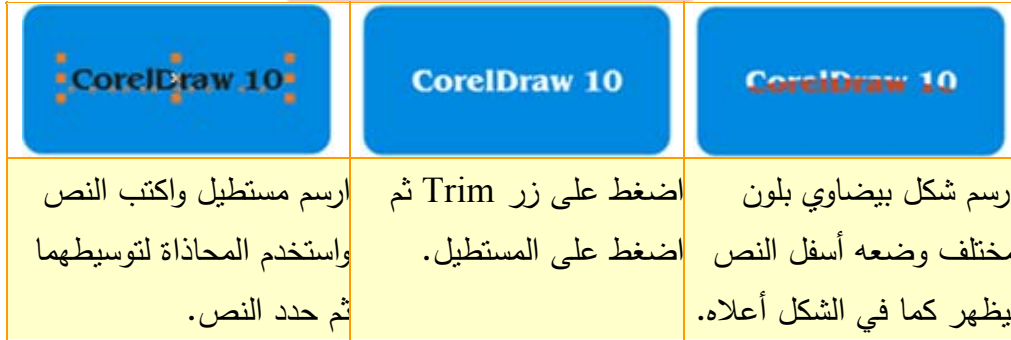 CorelDraw 10
ارسم مستطيل واكتب النص
واستخدم المحاذاة لتوسيطهما
ثم حدد النص.
CorelDraw 10
اضغط على زر Trim ثم
اضغط على المستطيل.
CorelDraw 10
رسم شكل بيضاوي بلون
مختلف وضعه أسفل النص
يظهر كما في الشكل أعلاه.